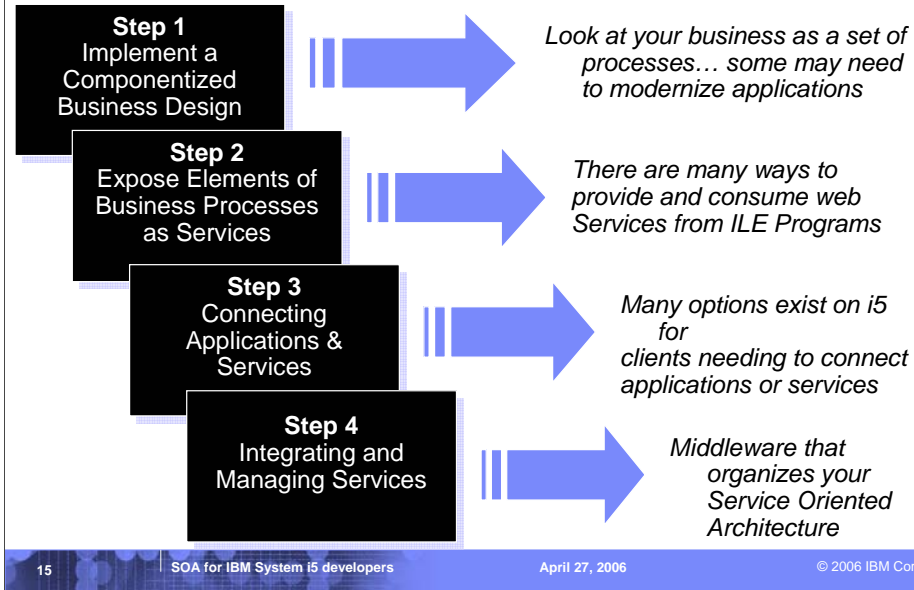 Step 1
Implement a
Componentized
Business Design
Look at your business as a set of
processes… some may need
to modernize applications
Step 2
Expose Elements of
Business Processes
as Services
There are many ways to
provide and consume web
Services from ILE Programs
Step 3
Connecting
Applications &
Services
Many options exist on i5
for
clients needing to connect
applications or services
Step 4
Integrating and
Managing Services
Middleware that
organizes your
Service Oriented
Architecture
15
SOA for IBM System i5 developers
April 27, 2006
© 2006 IBM Cor